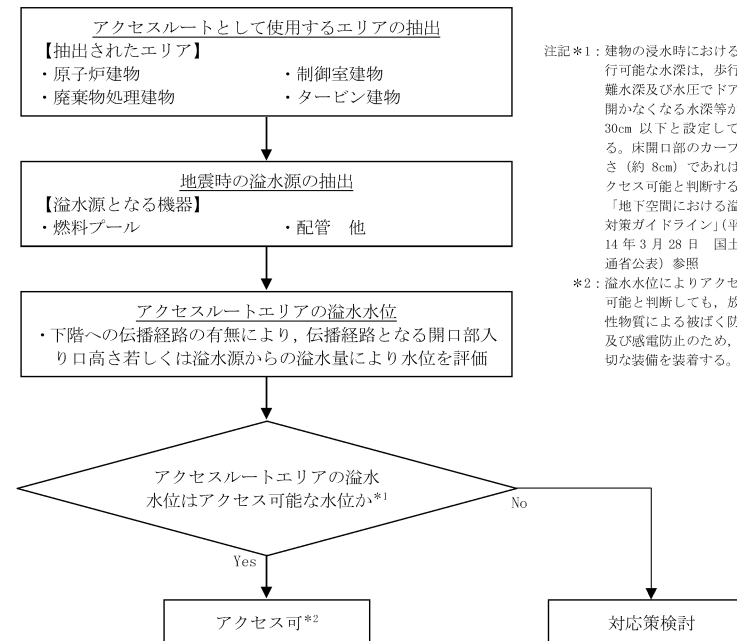 アクセスルートとして使用するエリアの抽出
【抽出されたエリア】
・原子炉建物 ・制御室建物
・廃棄物処理建物 ・タービン建物
地震時の溢水源の抽出
【溢水源となる機器】
・燃料プール ・配管 他
アクセスルートエリアの溢水水位
・下階への伝播経路の有無により，伝播経路となる開口部入
り口高さ若しくは溢水源からの溢水量により水位を評価
アクセスルートエリアの溢水
水位はアクセス可能な水位か*1
No
Yes
アクセス可*2
対応策検討
注記*1：建物の浸水時における
行可能な水深は，歩行
難水深及び水圧でドア
開かなくなる水深等か
30cm 以下と設定して
る。床開口部のカーブ
さ（約 8cm）であれば
クセス可能と判断する
「地下空間における溢
対策ガイドライン」（平
14 年 3 月 28 日 国土
通省公表）参照
*2：溢水水位によりアクセ
可能と判断しても，放
性物質による被ばく防
及び感電防止のため，
切な装備を装着する。